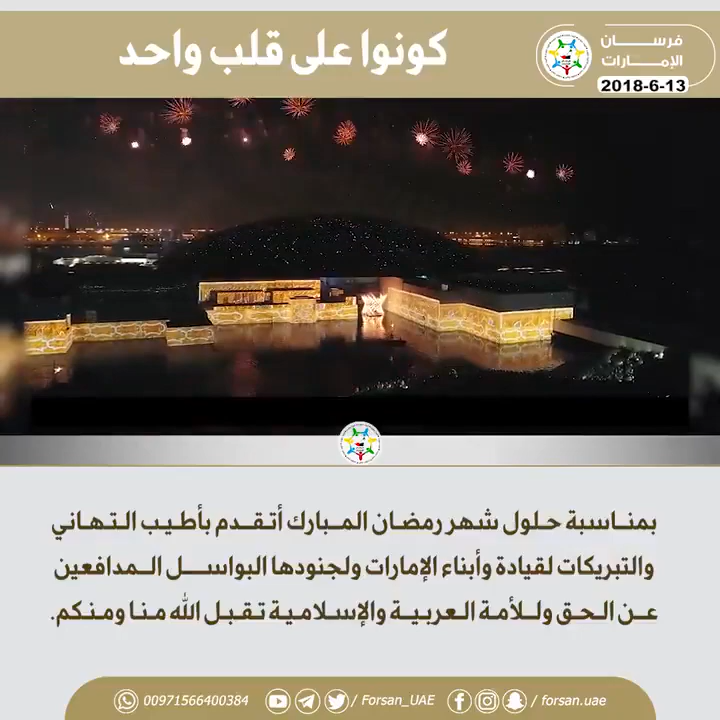 كونوا على قلب واحد
فرسان
الإمارات
2018-6-13
بمناسبة حلول شهر رمضان المبارك أتقدم بأطيب التهاني
والتبريكات لقيادة وأبناء الإمارات ولجنودها البواسل المدافعين
عن الحق وللأمة العربية والإسلامية تقبل الله منا ومنكم.
00971566400384 / Forsan_UAE / forsan.uae